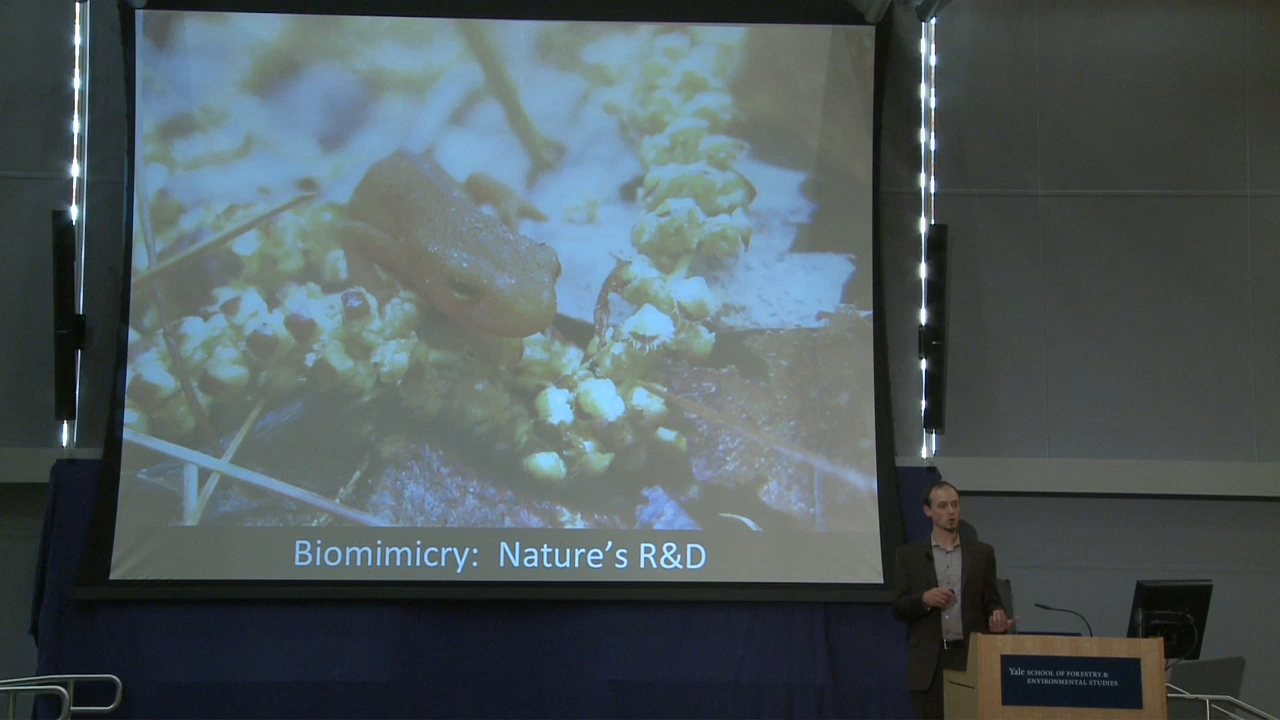 Biomimicry:  Nature's R&D
Yale SCHOOL OF FORESTRY &
ENVIRONMENTAL STUDIES